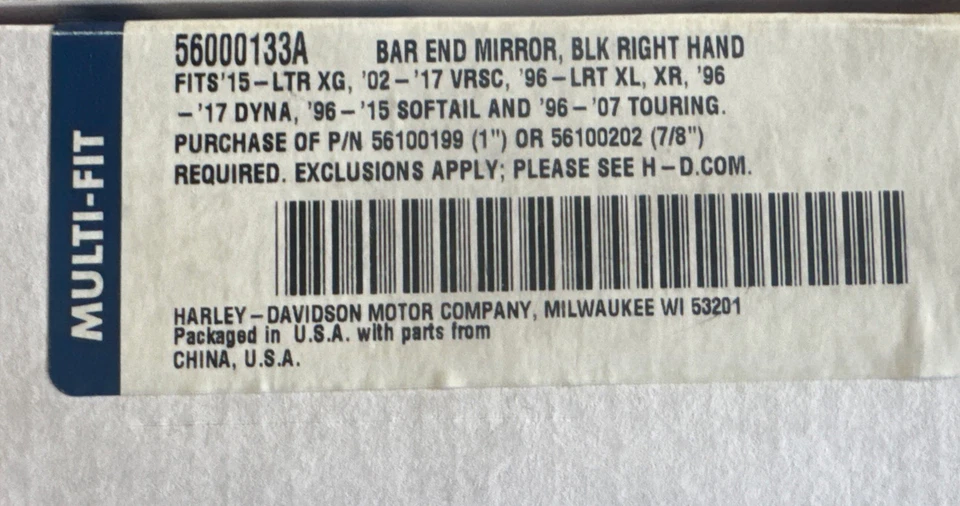 MULTI-FIT
56000133A BAR END MIRROR, BLK RIGHT HAND
FITS'15-LTR XG, '02-'17 VRSC, '96-LRT XL, XR, '96
-'17 DYNA, '96-'15 SOFTAIL AND '96-'07 TOURING.
PURCHASE OF P/N 56100199 (1") OR 56100202 (7/8")
REQUIRED. EXCLUSIONS APPLY; PLEASE SEE H-D.COM.
HARLEY-DAVIDSON MOTOR COMPANY, MILWAUKEE WI 53201
Packaged in U.S.A. with parts from
CHINA, U.S.A.